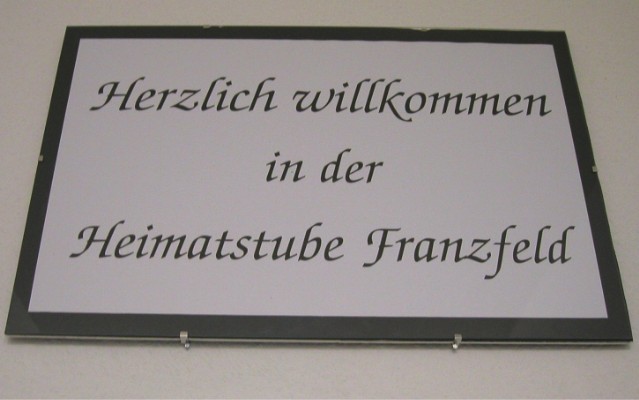 Herzlich willkommen
in der
Heimatstube Franzfeld